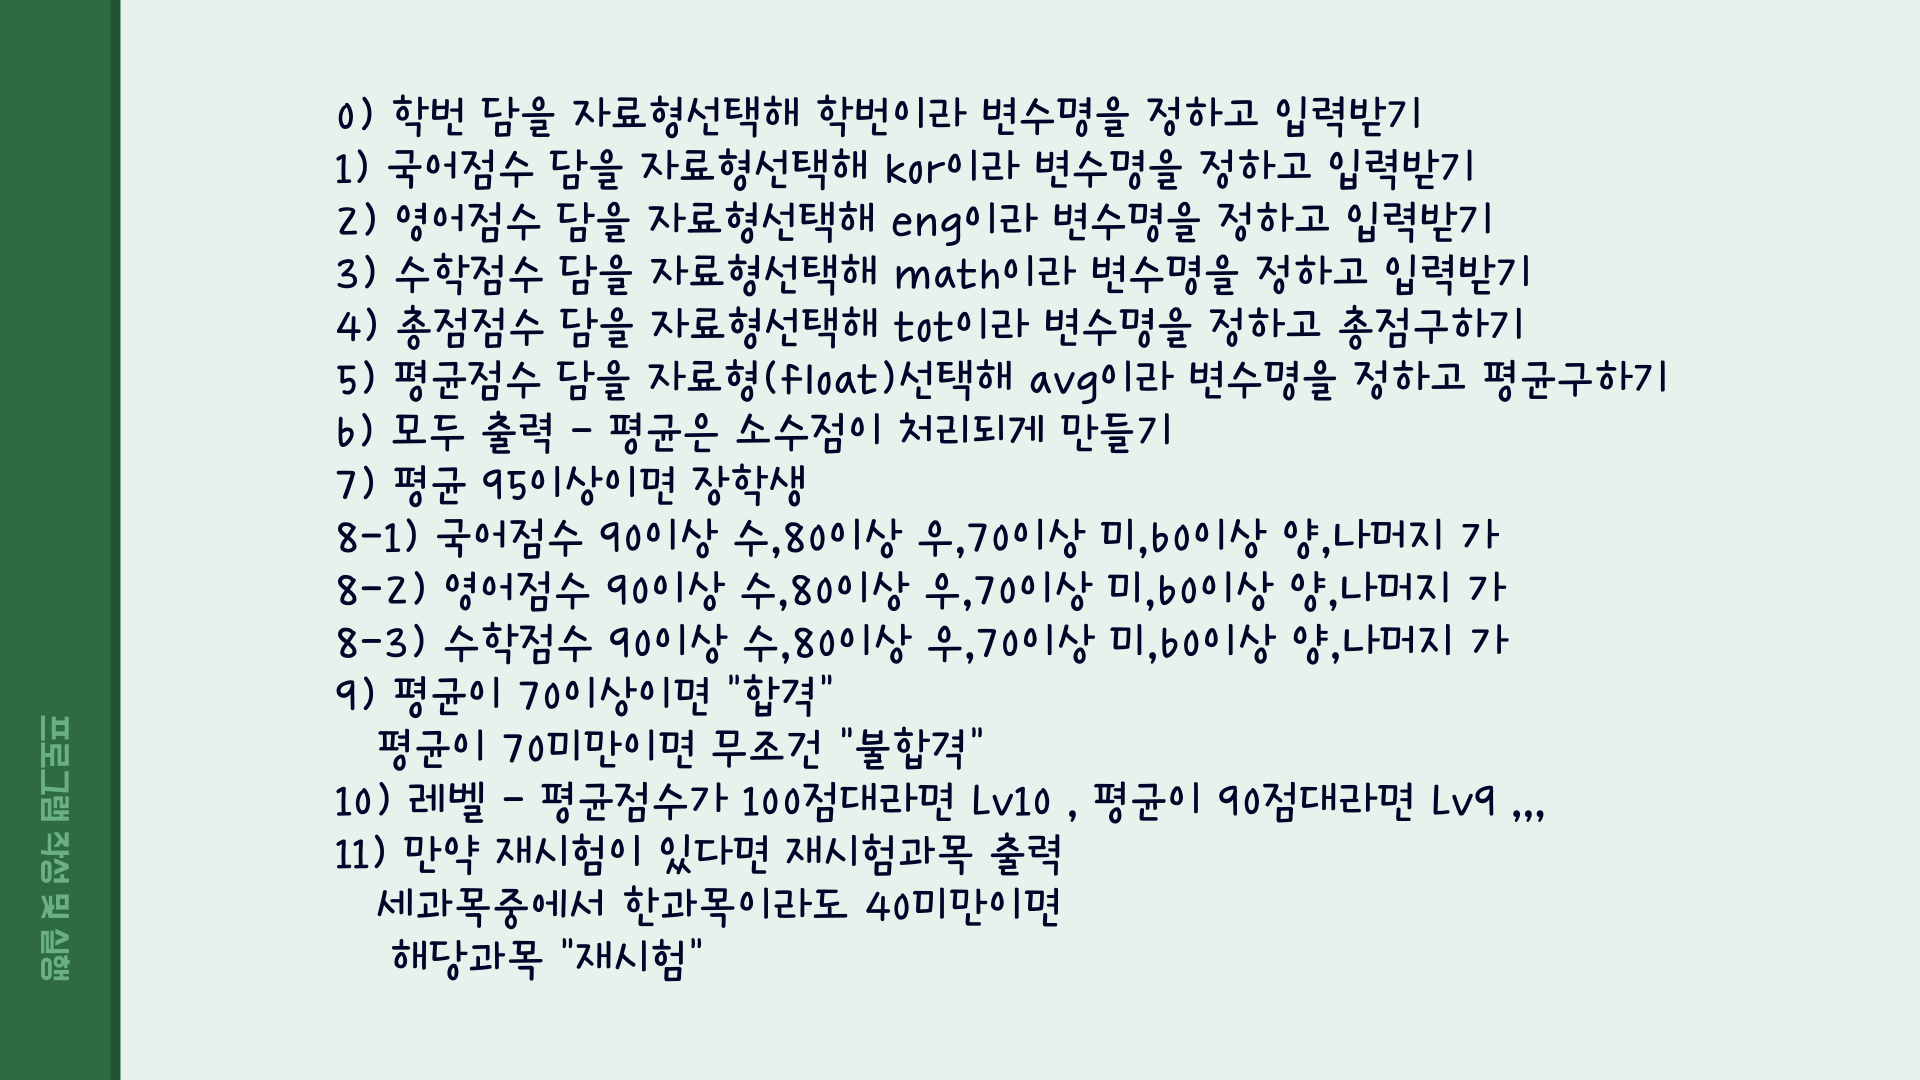 0) 학번 담을 자료형선택해 학번이라 변수명을 정하고 입력받기
1) 국어점수 담을 자료형선택해 kor이라 변수명을 정하고 입력받기
2) 영어점수 담을 자료형선택해 eng이라 변수명을 정하고 입력받기
3) 수학점수 담을 자료형선택해 math이라 변수명을 정하고 입력받기
4) 총점점수 담을 자료형선택해 tot이라 변수명을 정하고 총점구하기
5) 평균점수 담을 자료형(float)선택해 avg이라 변수명을 정하고 평균구하기
6) 모두 출력 - 평균은 소수점이 처리되게 만들기
7) 평균 95이상이면 장학생
8-1) 국어점수 90이상 수,80이상 우,70이상 미,60이상 양,나머지 가
8-2) 영어점수 90이상 수,80이상 우,70이상 미,60이상 양,나머지 가
8-3) 수학점수 90이상 수,80이상 우,70이상 미,60이상 양,나머지 가
9) 평균이 70이상이면 "합격"
평균이 70미만이면 무조건 "불합격"
10) 레벨 - 평균점수가 100점대라면 Lv10 , 평균이 90점대라면 Lv9 ,,,
11) 만약 재시험이 있다면 재시험과목 출력
세과목중에서 한과목이라도 40미만이면
해당과목 "재시험"
프로그램 작성 및 실행